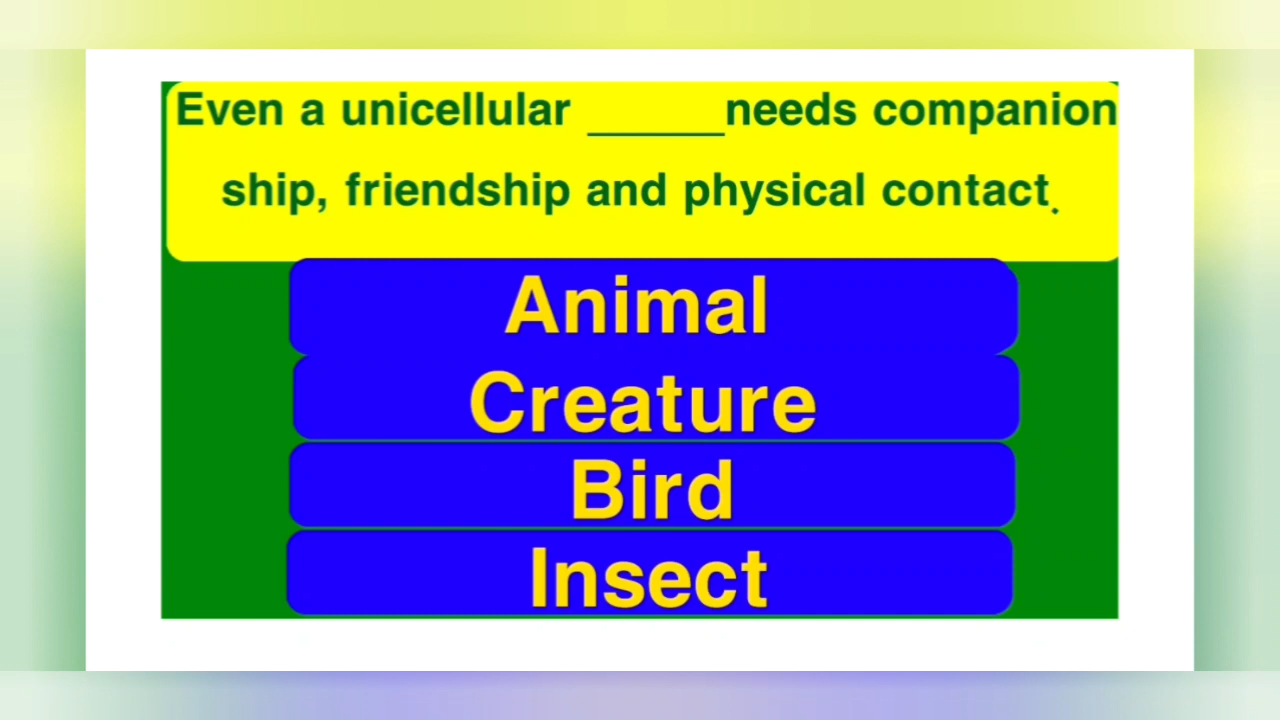 Even a unicellular ______needs companion
ship, friendship and physical contact.
Animal
Creature
Bird
Insect